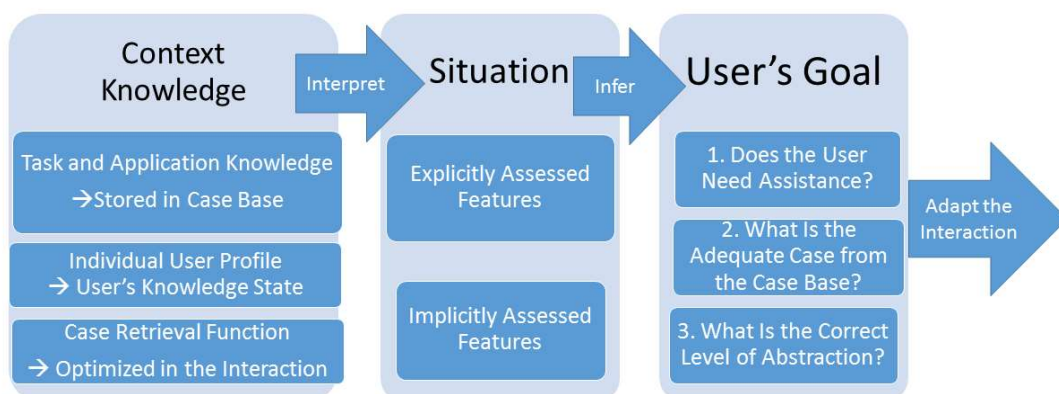 Context
Knowledge
Task and Application Knowledge
→Stored in Case Base
Individual User Profile
→ User's Knowledge State
Case Retrieval Function
→ Optimized in the Interaction
Interpret
Situation
Explicitly Assessed
Features
Implicitly Assessed
Features
Infer
User's Goal
1. Does the User
Need Assistance?
2. What Is the
Adequate Case from
the Case Base?
3. What Is the Correct
Level of Abstraction?
Adapt the
Interaction